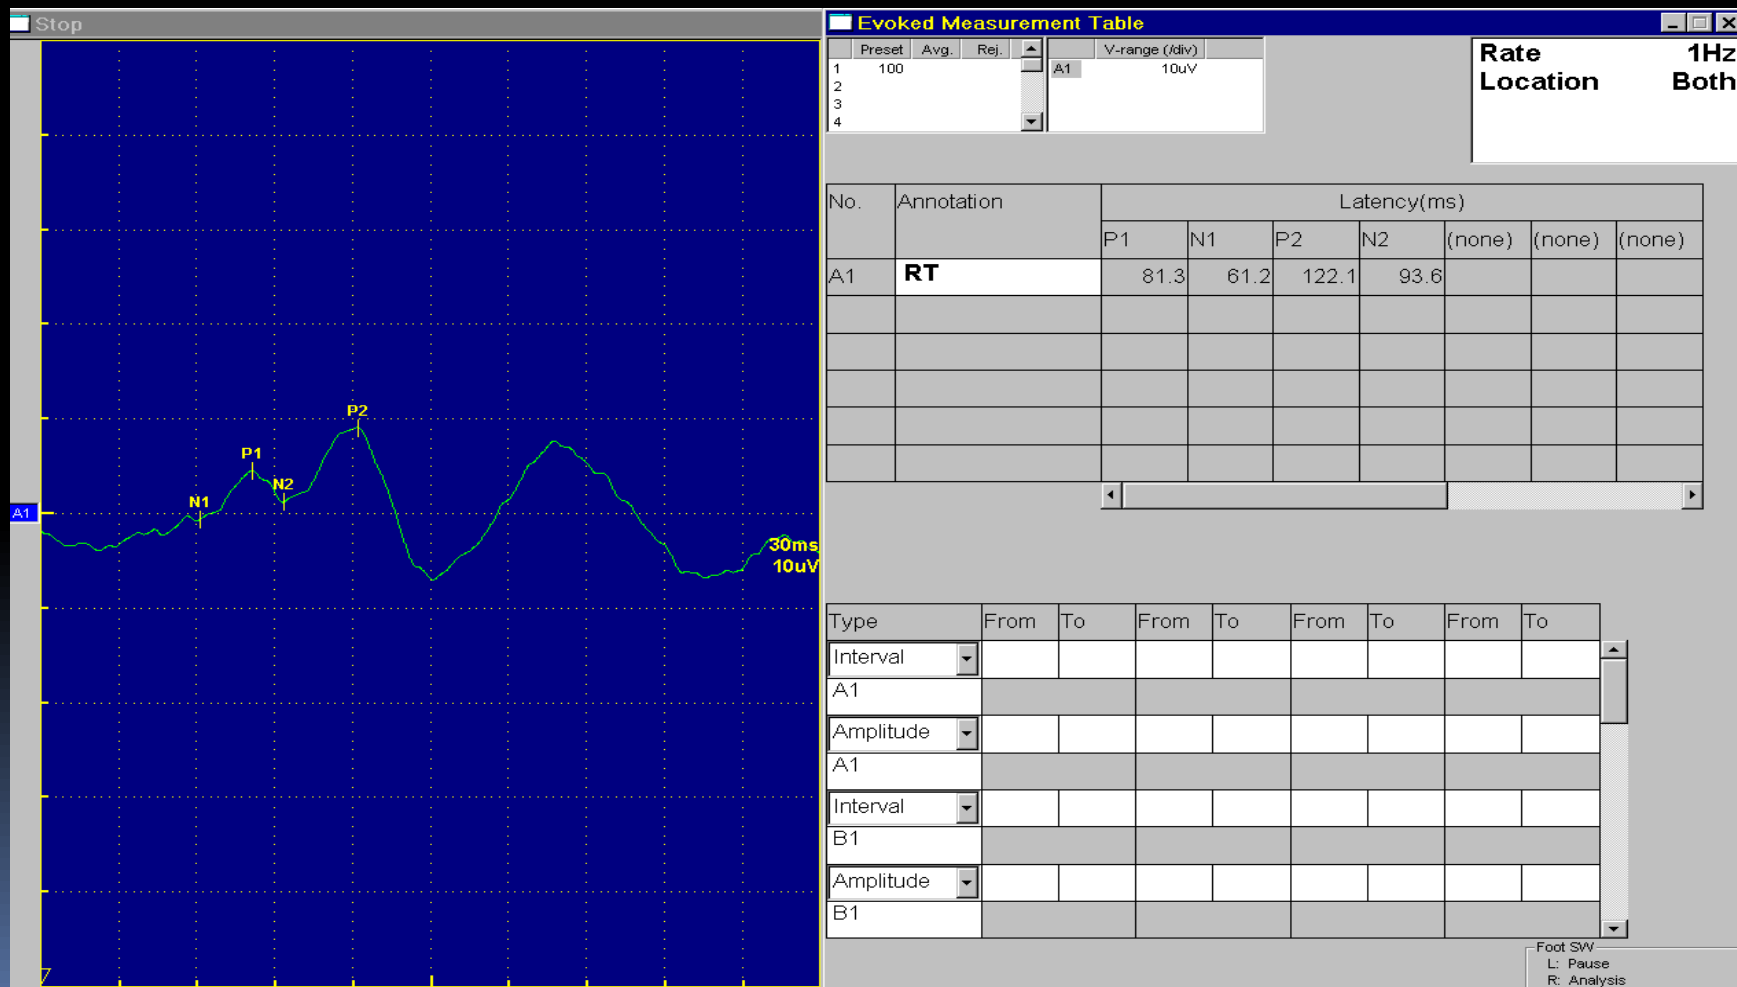 Stop
P2
P1
N2
N1
A1
30ms
10uV
Evoked Measurement Table
Preset Avg. Rej.
1 100
2
3
4
V-range (/div)
A1 10uV
Rate 1Hz
Location Both
No. Annotation Latency(ms)
P1 N1 P2 N2 (none) (none) (none)
A1 RT 81.3 61.2 122.1 93.6
Type From To From To From To From To
Interval
A1
Amplitude
A1
Interval
B1
Amplitude
B1
Foot SW
L: Pause
R: Analysis